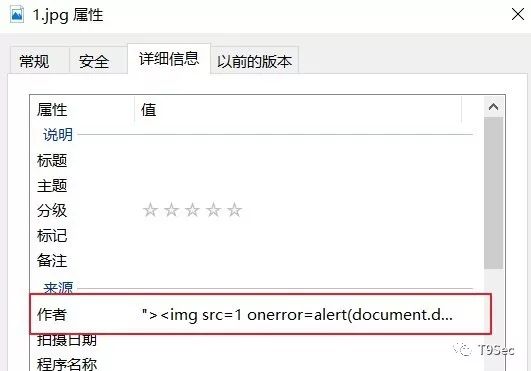 1.jpg 属性
常规 安全 详细信息 以前的版本
属性 值
说明
标题
主题
分级
标记
备注
来源
作者 "><img src=1 onerror=alert(document.d...
拍摄日期
程序名称
T9Sec